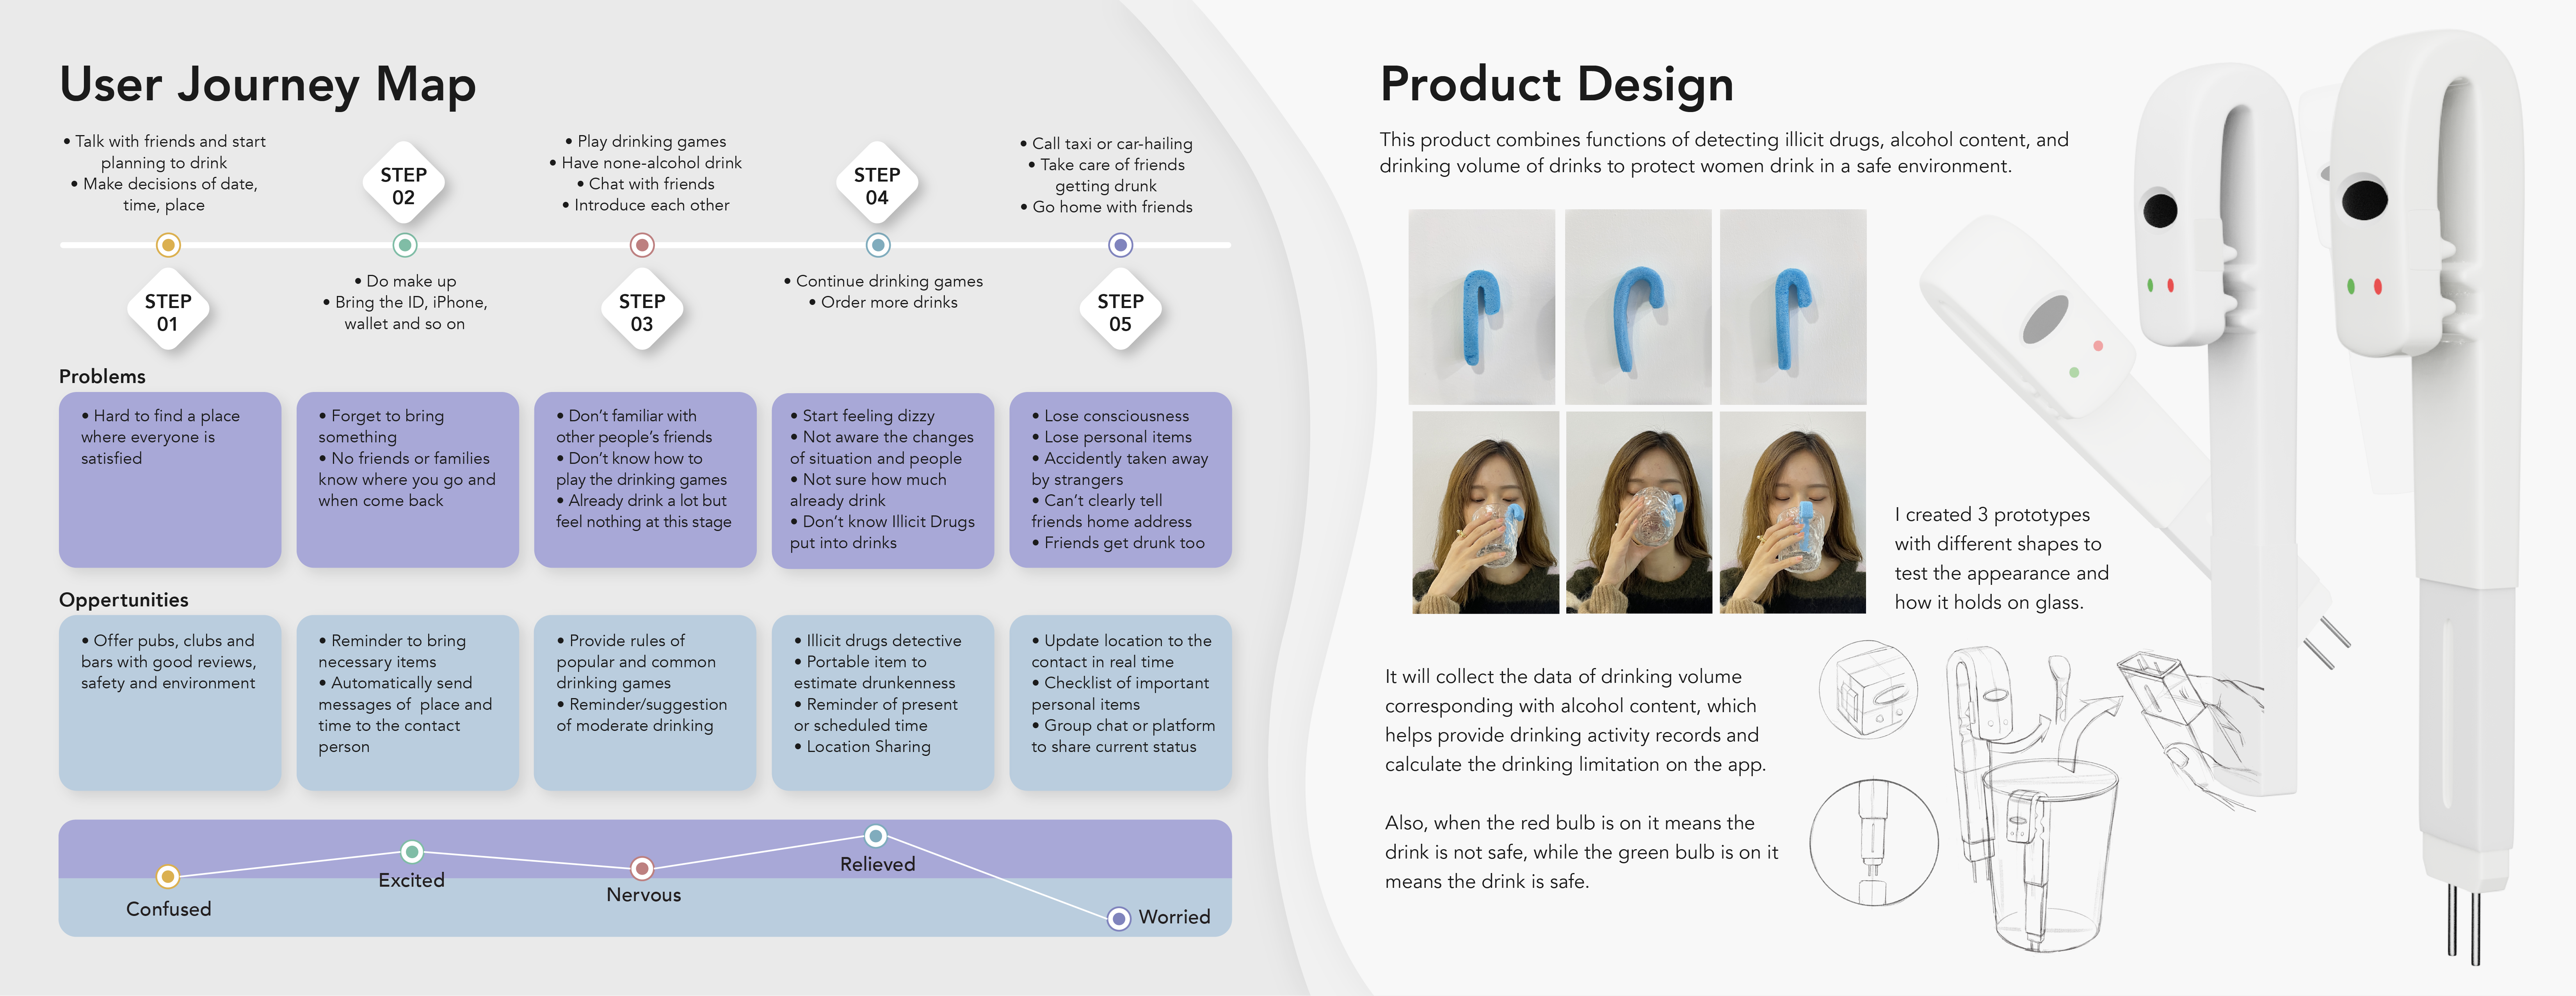 User Journey Map
• Talk with friends and start
planning to drink
• Make decisions of date,
time, place
STEP
01
STEP
02
• Do make up
• Bring the ID, iPhone,
wallet and so on
• Play drinking games
• Have none-alcohol drink
• Chat with friends
• Introduce each other
STEP
03
STEP
04
• Continue drinking games
• Order more drinks
• Call taxi or car-hailing
• Take care of friends
getting drunk
• Go home with friends
STEP
05
Problems
• Hard to find a place
where everyone is
satisfied
• Forget to bring
something
• No friends or families
know where you go and
when come back
• Don't familiar with
other people's friends
• Don't know how to
play the drinking games
• Already drink a lot but
feel nothing at this stage
• Start feeling dizzy
• Not aware the changes
of situation and people
• Not sure how much
already drink
• Don't know Illicit Drugs
put into drinks
• Lose consciousness
• Lose personal items
• Accidently taken away
by strangers
• Can't clearly tell
friends home address
• Friends get drunk too
Oppertunities
• Offer pubs, clubs and
bars with good reviews,
safety and environment
• Reminder to bring
necessary items
• Automatically send
messages of place and
time to the contact
person
• Provide rules of
popular and common
drinking games
• Reminder/suggestion
of moderate drinking
• Illicit drugs detective
• Portable item to
estimate drunkenness
• Reminder of present
or scheduled time
• Location Sharing
• Update location to the
contact in real time
• Checklist of important
personal items
• Group chat or platform
to share current status
Confused
Excited
Nervous
Relieved
Worried
Product Design
This product combines functions of detecting illicit drugs, alcohol content, and
drinking volume of drinks to protect women drink in a safe environment.
I created 3 prototypes
with different shapes to
test the appearance and
how it holds on glass.
It will collect the data of drinking volume
corresponding with alcohol content, which
helps provide drinking activity records and
calculate the drinking limitation on the app.
Also, when the red bulb is on it means the
drink is not safe, while the green bulb is on it
means the drink is safe.